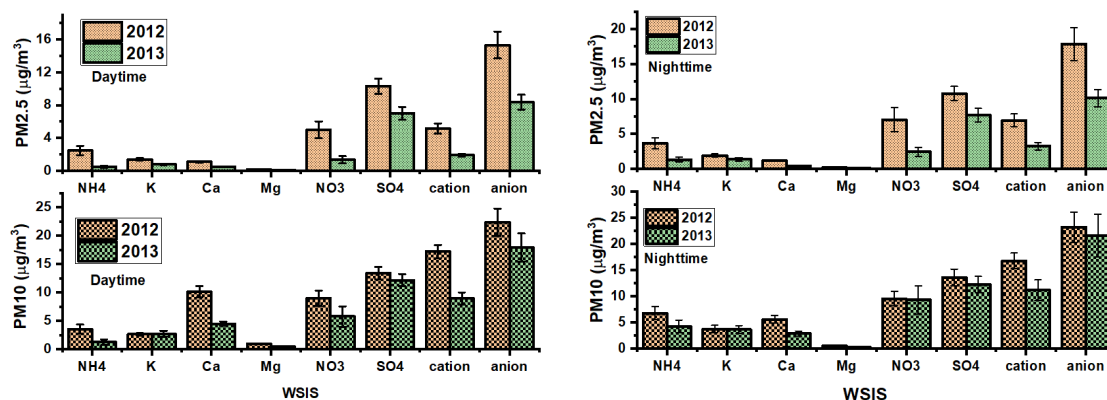 PM2.5 (μg/m³)
16
12
8
4
0
2012
2013
Daytime
NH4 K Ca Mg NO3 SO4 cation anion
PM2.5 (μg/m³)
20
15
10
5
0
2012
2013
Nighttime
NH4 K Ca Mg NO3 SO4 cation anion
PM10 (μg/m³)
25
20
15
10
5
0
2012
2013
Daytime
NH4 K Ca Mg NO3 SO4 cation anion
WSIS
PM10 (μg/m³)
30
25
20
15
10
5
0
2012
2013
Nighttime
NH4 K Ca Mg NO3 SO4 cation anion
WSIS